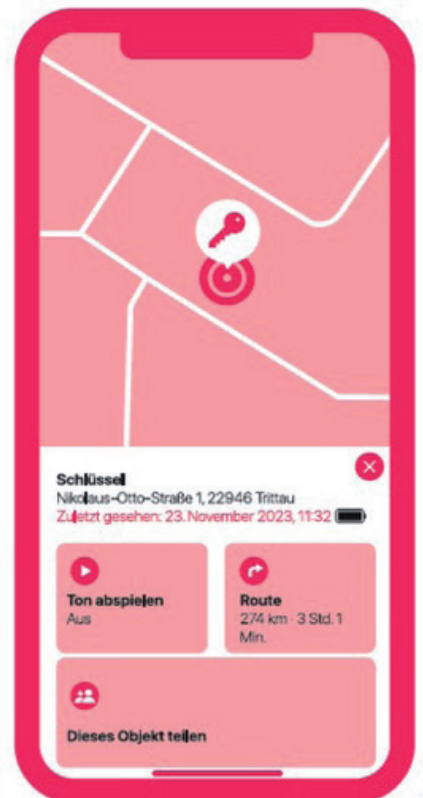 Schlüssel
Nikolaus-Otto-Straße 1, 22946 Trittau
Zuletzt gesehen: 23. November 2023, 11:32
Ton abspielen
Aus
Route
274 km · 3 Std. 1
Min.
Dieses Objekt teilen